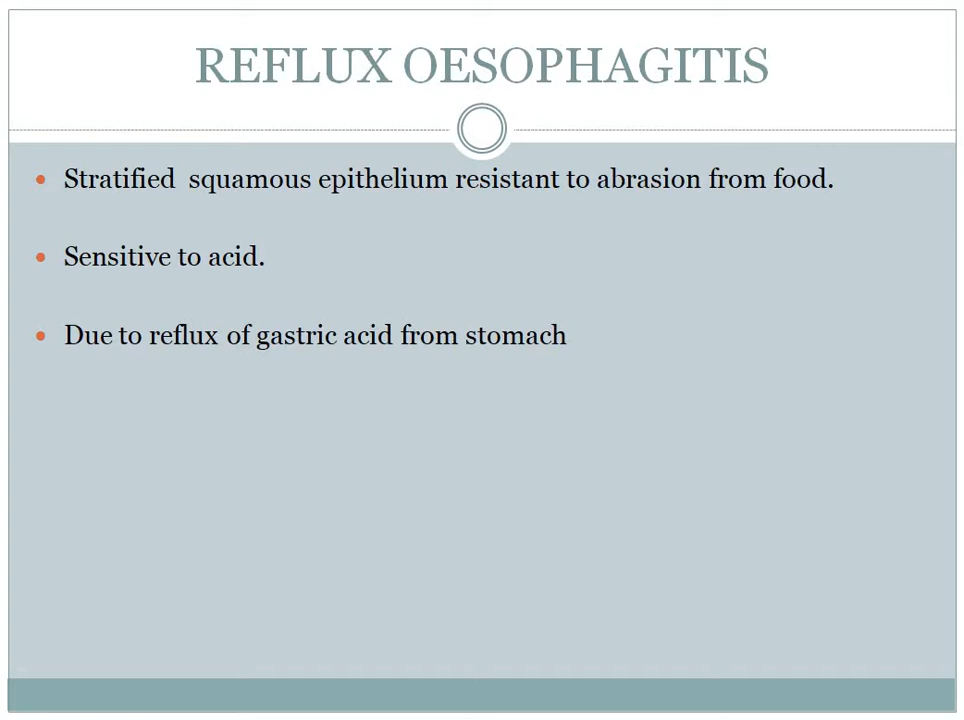 REFLUX OESOPHAGITIS
Stratified squamous epithelium resistant to abrasion from food.
Sensitive to acid.
Due to reflux of gastric acid from stomach